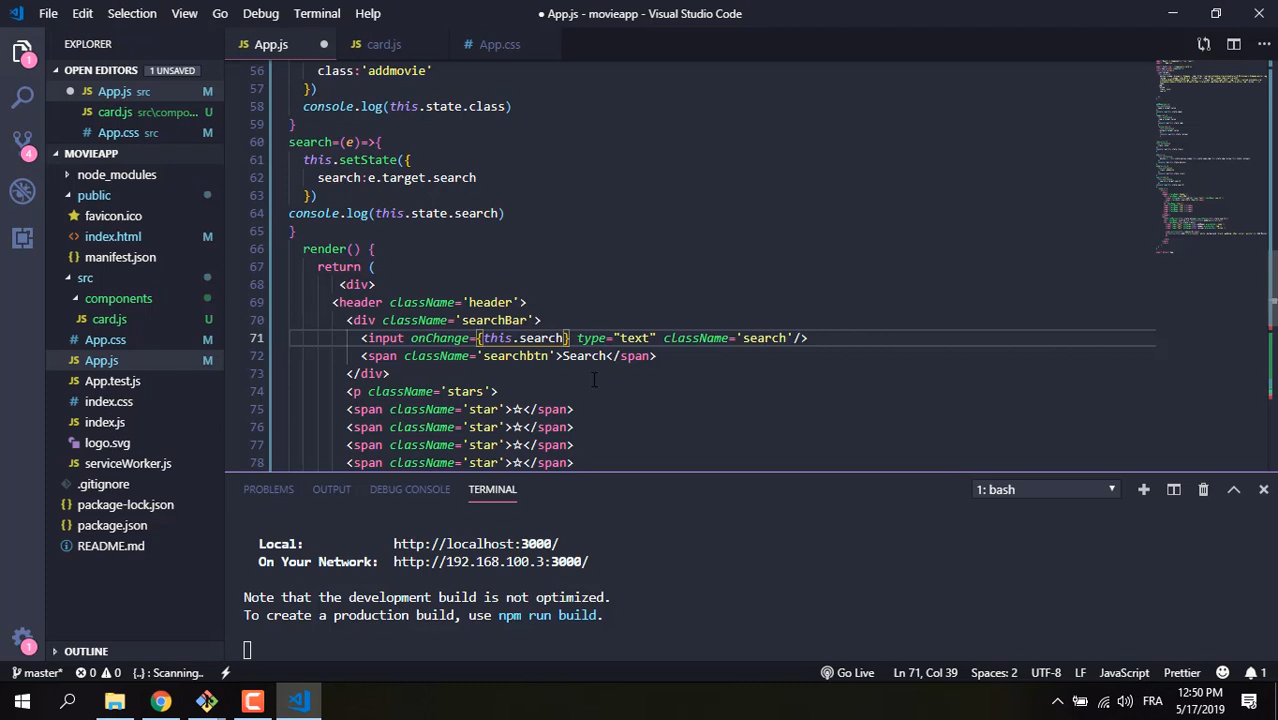 File Edit Selection View Go Debug Terminal Help
● App.js - movieapp - Visual Studio Code
EXPLORER
OPEN EDITORS 1 UNSAVED
App.js src M
card.js src\compo... U
App.css src M
MOVIEAPP
node_modules
public
favicon.ico
index.html M
manifest.json
src
components
card.js U
App.css M
App.js M
App.test.js
index.css
index.js
logo.svg
serviceWorker.js
.gitignore
package-lock.json
package.json
README.md
OUTLINE
App.js card.js App.css
56 class:'addmovie'
57 })
58 console.log(this.state.class)
59 }
60 search=(e)=>{
61 this.setState({
62 search:e.target.search
63 })
64 console.log(this.state.search)
65 }
66 render() {
67 return (
68 <div>
69 <header className='header'>
70 <div className='searchBar'>
71 <input onChange={this.search} type="text" className='search'/>
72 <span className='searchbtn'>Search</span>
73 </div>
74 <p className='stars'>
75 <span className='star'>☆</span>
76 <span className='star'>☆</span>
77 <span className='star'>☆</span>
78 <span className='star'>☆</span>
PROBLEMS OUTPUT DEBUG CONSOLE TERMINAL 1: bash
Local: http://localhost:3000/
On Your Network: http://192.168.100.3:3000/
Note that the development build is not optimized.
To create a production build, use npm run build.
master* 0 0 {..} : Scanning.. Go Live Ln 71, Col 39 Spaces: 2 UTF-8 LF JavaScript Prettier 1
FRA
12:50 PM
5/17/2019